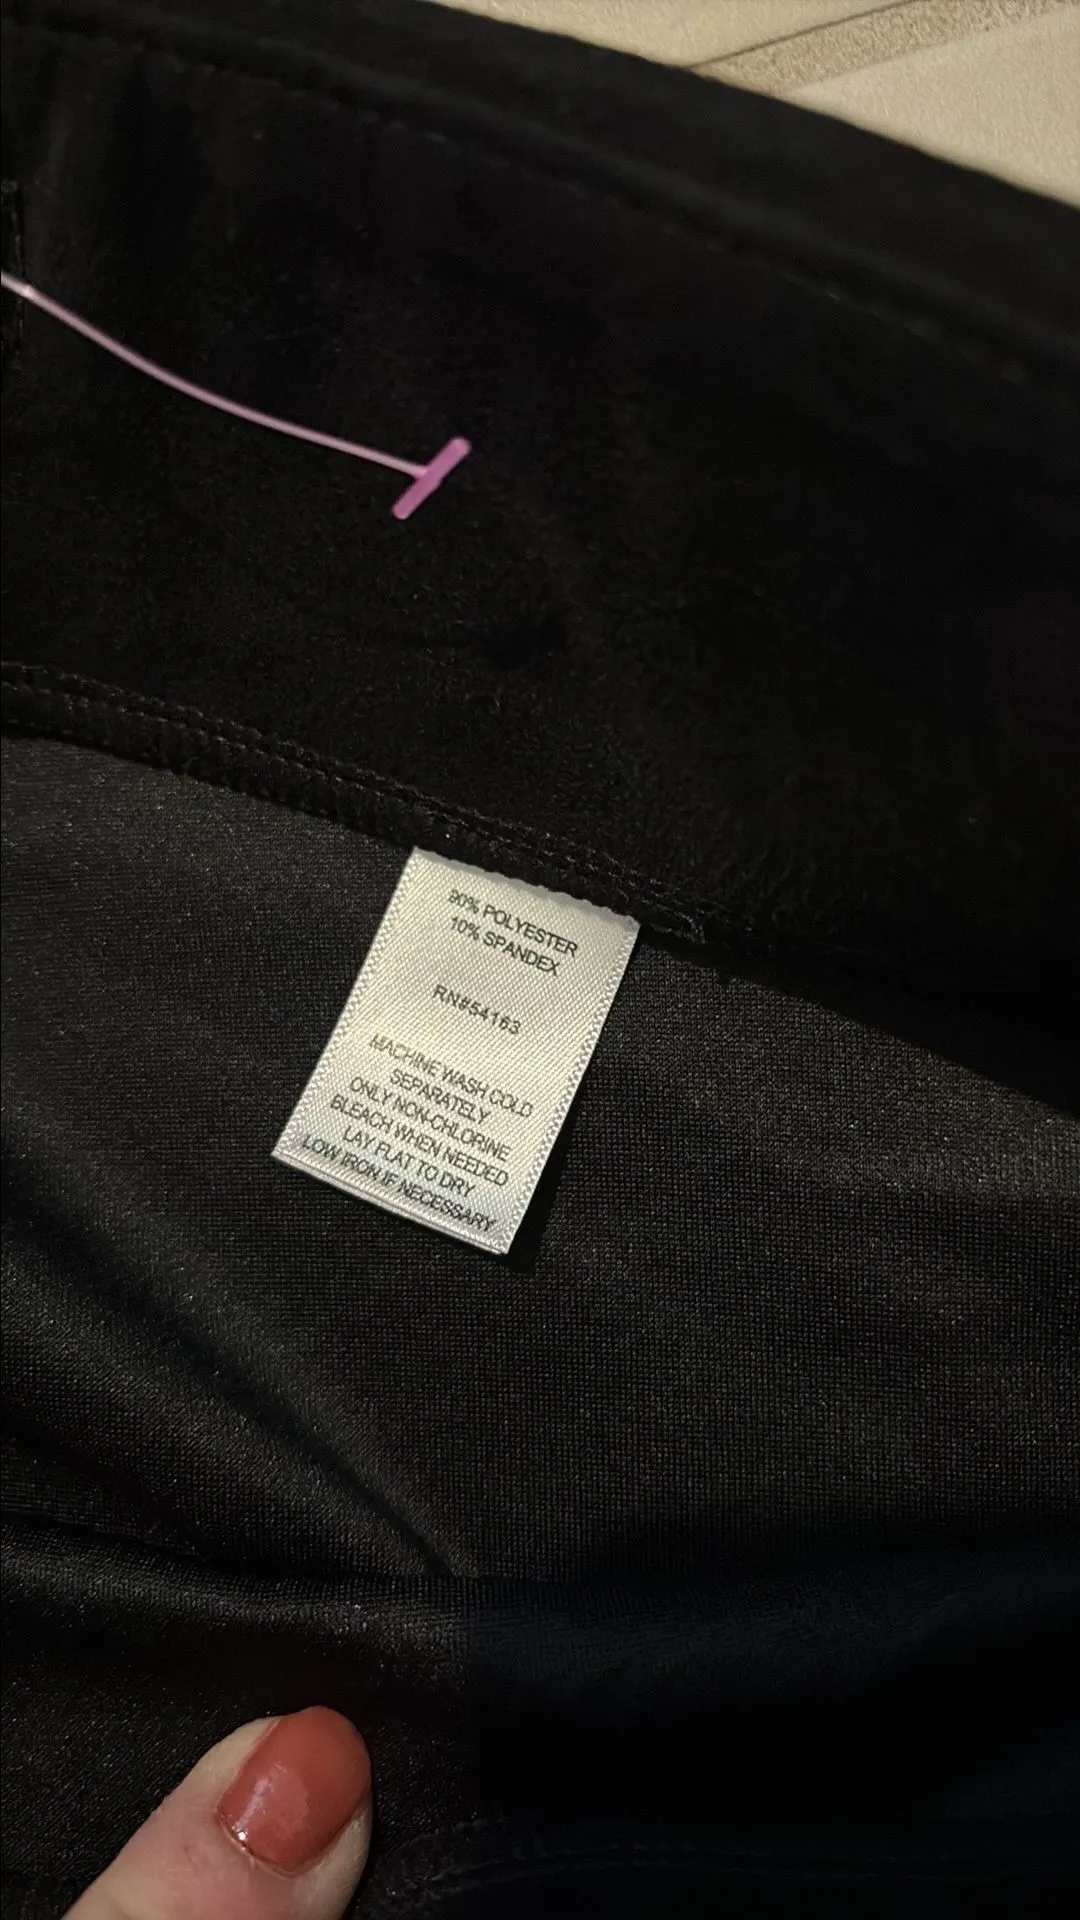 90% POLYESTER
10% SPANDEX
RN#54163
MACHINE WASH COLD
SEPARATELY
ONLY NON-CHLORINE
BLEACH WHEN NEEDED
LAY FLAT TO DRY
LOW IRON IF NECESSARY